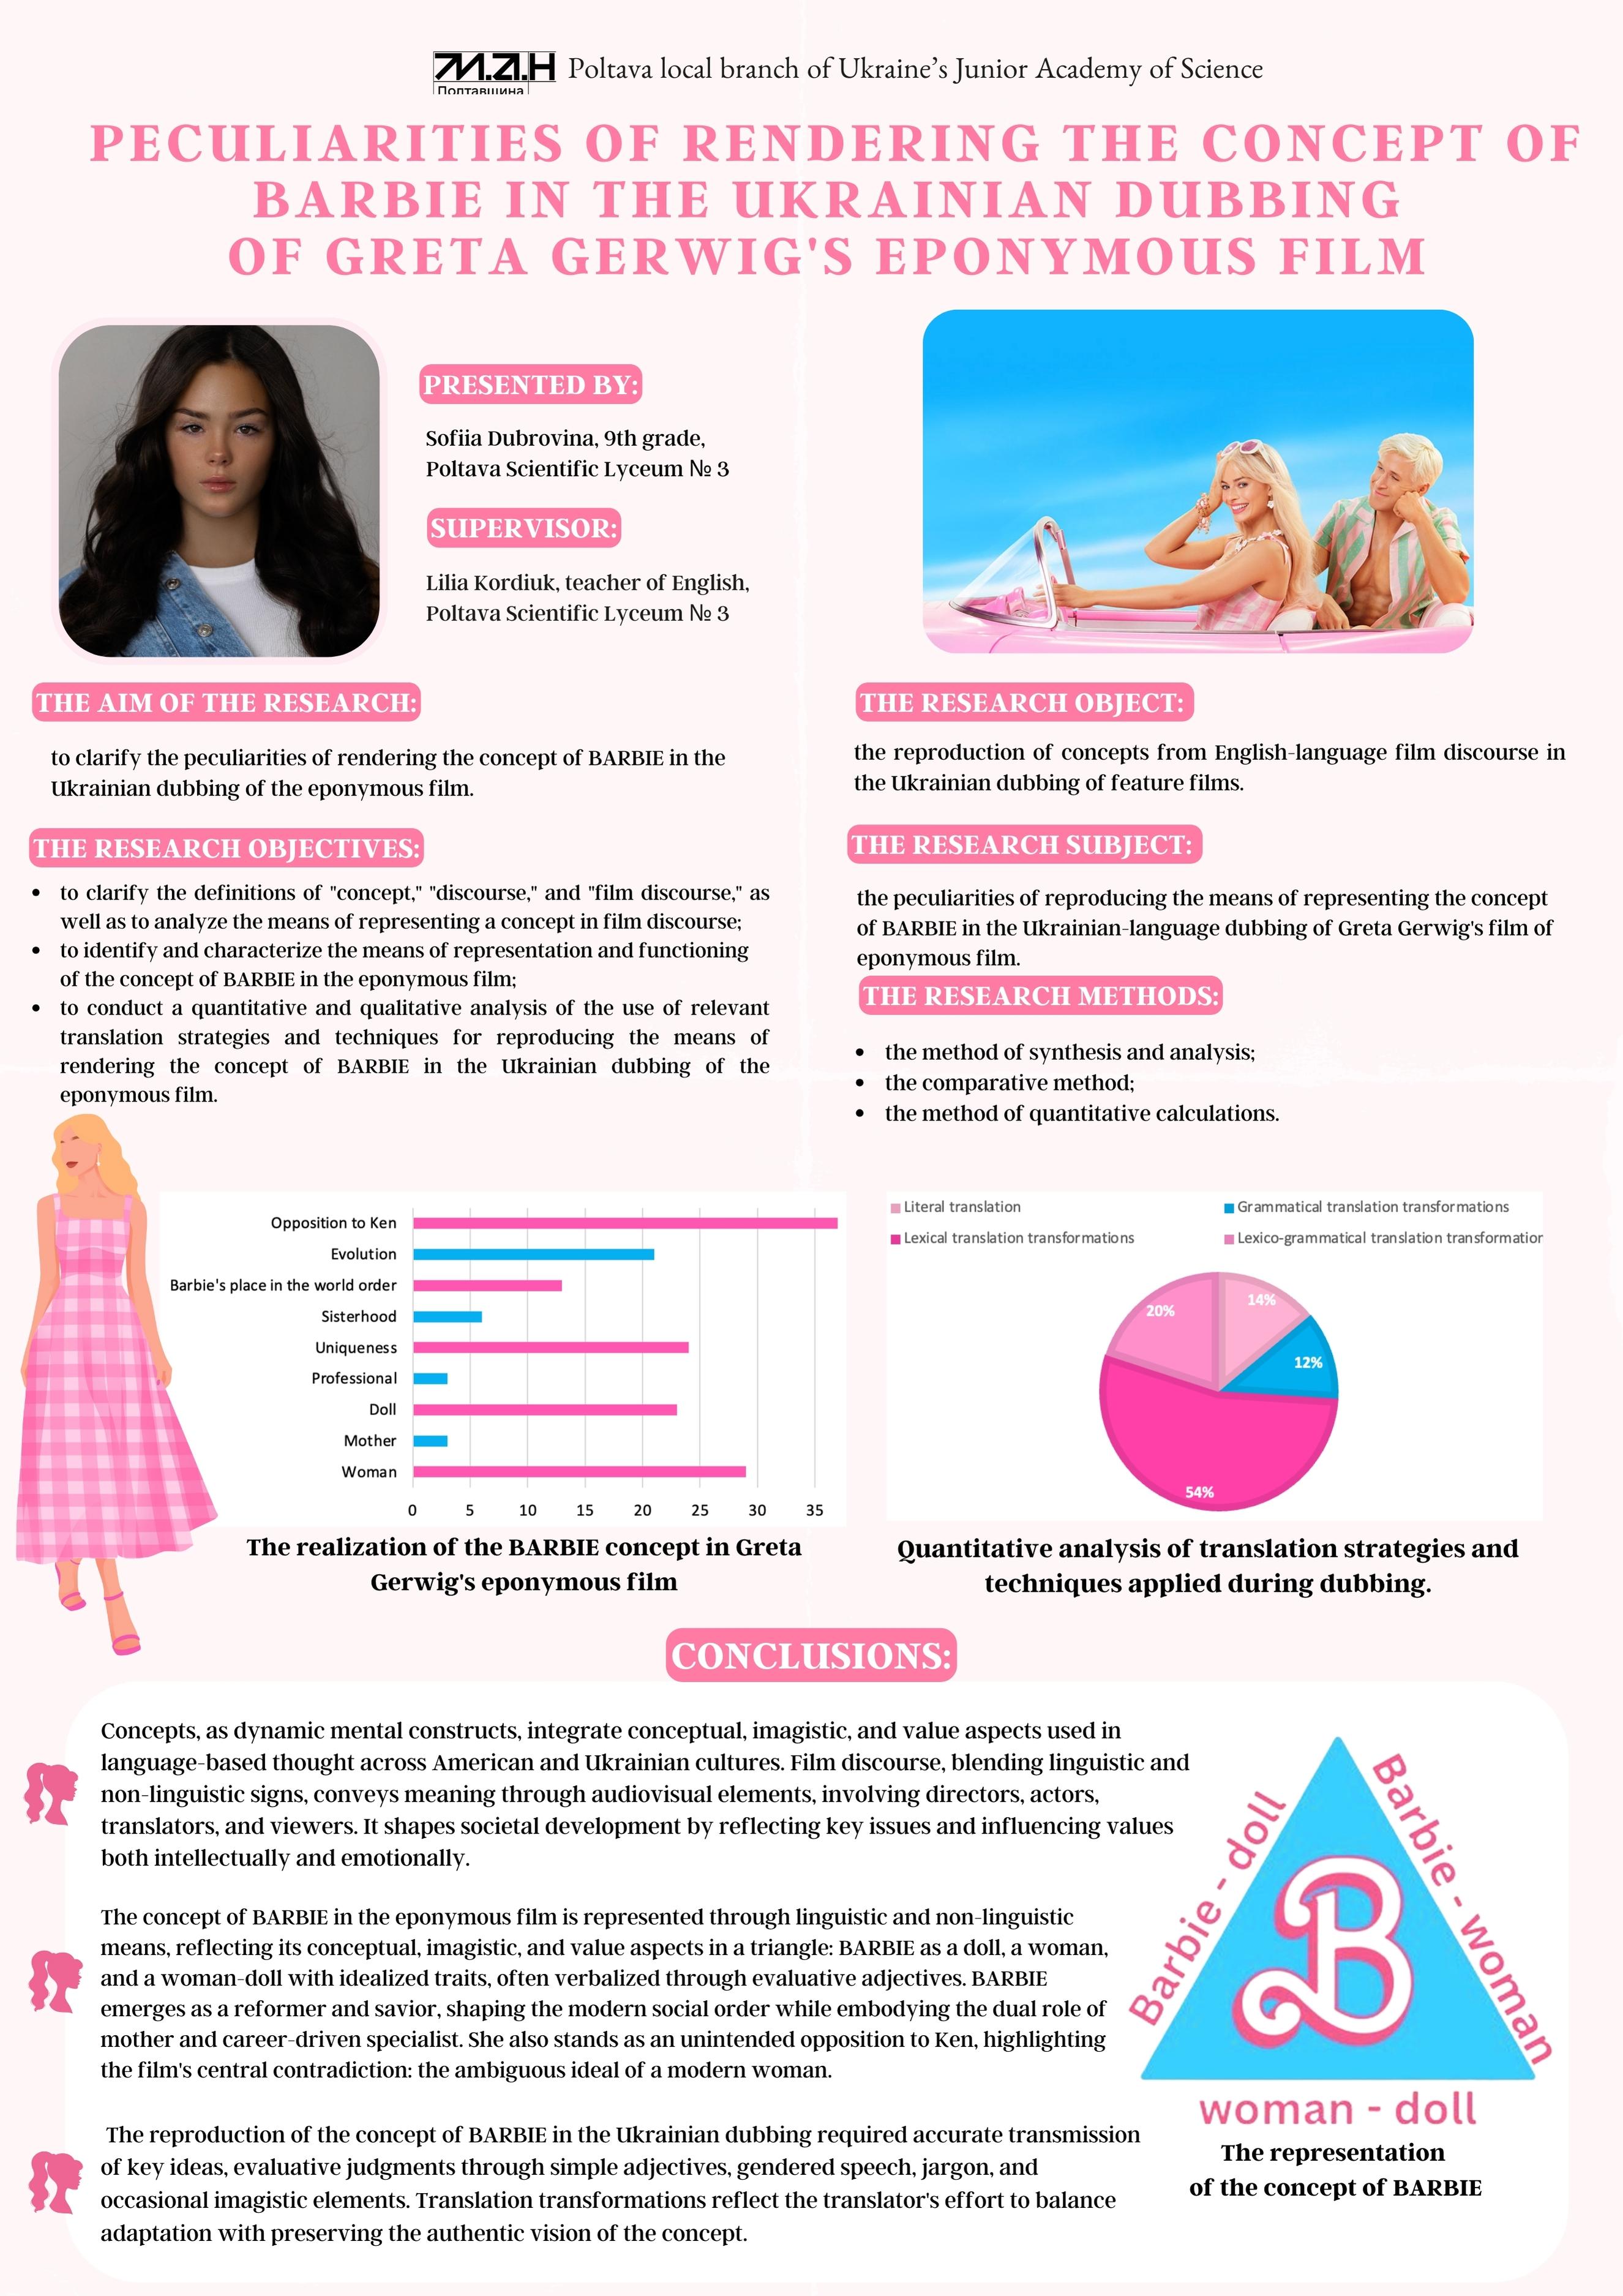 М.А.Н
Полтавщина
Poltava local branch of Ukraine’s Junior Academy of Science
PECULIARITIES OF RENDERING THE CONCEPT OF
BARBIE IN THE UKRAINIAN DUBBING
OF GRETA GERWIG'S EPONYMOUS FILM
PRESENTED BY:
Sofiia Dubrovina, 9th grade,
Poltava Scientific Lyceum № 3
SUPERVISOR:
Lilia Kordiuk, teacher of English,
Poltava Scientific Lyceum № 3
THE AIM OF THE RESEARCH:
to clarify the peculiarities of rendering the concept of BARBIE in the
Ukrainian dubbing of the eponymous film.
THE RESEARCH OBJECTIVES:
• to clarify the definitions of "concept," "discourse," and "film discourse," as
well as to analyze the means of representing a concept in film discourse;
• to identify and characterize the means of representation and functioning
of the concept of BARBIE in the eponymous film;
• to conduct a quantitative and qualitative analysis of the use of relevant
translation strategies and techniques for reproducing the means of
rendering the concept of BARBIE in the Ukrainian dubbing of the
eponymous film.
THE RESEARCH OBJECT:
the reproduction of concepts from English-language film discourse in
the Ukrainian dubbing of feature films.
THE RESEARCH SUBJECT:
the peculiarities of reproducing the means of representing the concept
of BARBIE in the Ukrainian-language dubbing of Greta Gerwig's film of
eponymous film.
THE RESEARCH METHODS:
• the method of synthesis and analysis;
• the comparative method;
• the method of quantitative calculations.
Opposition to Ken
Evolution
Barbie's place in the world order
Sisterhood
Uniqueness
Professional
Doll
Mother
Woman
0 5 10 15 20 25 30 35
The realization of the BARBIE concept in Greta
Gerwig's eponymous film
Literal translation
Grammatical translation transformations
Lexical translation transformations
Lexico-grammatical translation transformation
20%
14%
12%
54%
Quantitative analysis of translation strategies and
techniques applied during dubbing.
CONCLUSIONS:
Concepts, as dynamic mental constructs, integrate conceptual, imagistic, and value aspects used in
language-based thought across American and Ukrainian cultures. Film discourse, blending linguistic and
non-linguistic signs, conveys meaning through audiovisual elements, involving directors, actors,
translators, and viewers. It shapes societal development by reflecting key issues and influencing values
both intellectually and emotionally.
The concept of BARBIE in the eponymous film is represented through linguistic and non-linguistic
means, reflecting its conceptual, imagistic, and value aspects in a triangle: BARBIE as a doll, a woman,
and a woman-doll with idealized traits, often verbalized through evaluative adjectives. BARBIE
emerges as a reformer and savior, shaping the modern social order while embodying the dual role of
mother and career-driven specialist. She also stands as an unintended opposition to Ken, highlighting
the film's central contradiction: the ambiguous ideal of a modern woman.
The reproduction of the concept of BARBIE in the Ukrainian dubbing required accurate transmission
of key ideas, evaluative judgments through simple adjectives, gendered speech, jargon, and
occasional imagistic elements. Translation transformations reflect the translator's effort to balance
adaptation with preserving the authentic vision of the concept.
Barbie - doll
Barbie - woman
B
woman - doll
The representation
of the concept of BARBIE